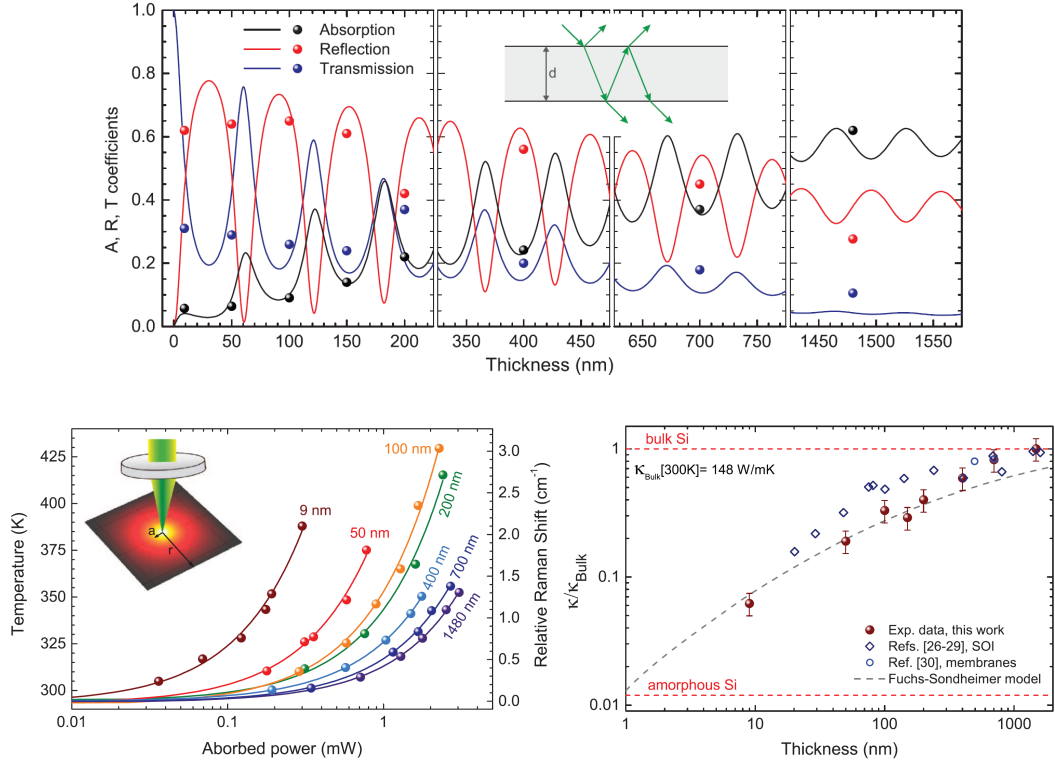 1.0
0.8
0.6
0.4
0.2
0.0
A, R, T coefficients
Absorption
Reflection
Transmission
d
0 50 100 150 200 350 400 450 650 700 750 1450 1500 1550
Thickness (nm)
425
400
375
350
325
300
Temperature (K)
a
r
9 nm
50 nm
100 nm
200 nm
400 nm
700 nm
1480 nm
3.0
2.5
2.0
1.5
1.0
0.5
0.0
Relative Raman Shift (cm⁻¹)
0.01 0.1 1
Aborbed power (mW)
1
0.1
0.01
κ/κBulk
bulk Si
κBulk[300K]= 148 W/mK
Exp. data, this work
Refs. [26-29], SOI
Ref. [30], membranes
Fuchs-Sondheimer model
amorphous Si
1 10 100 1000
Thickness (nm)